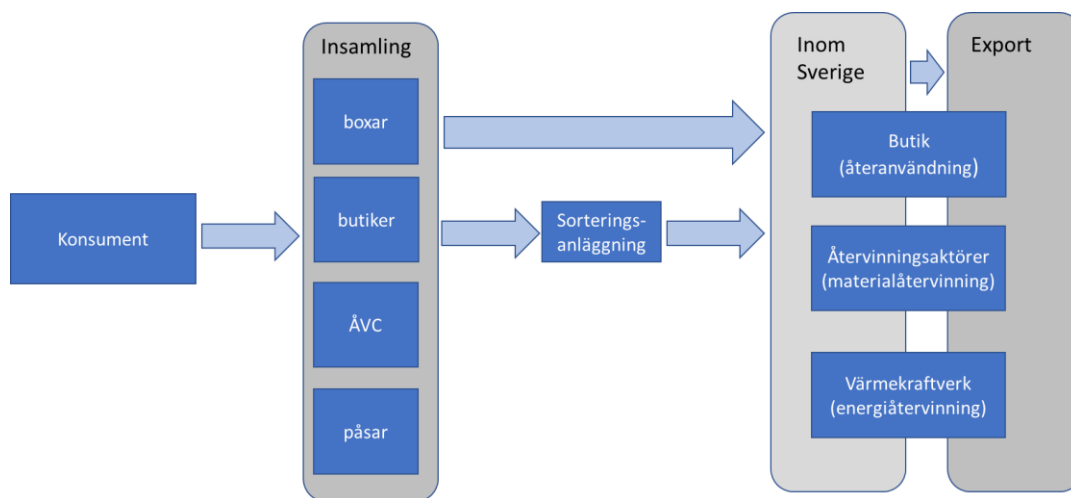 Insamling
boxar
butiker
ÅVC
påsar
Konsument
Sorterings-
anläggning
Inom
Sverige
Export
Butik
(återanvändning)
Återvinningsaktörer
(materialåtervinning)
Värmekraftverk
(energiåtervinning)